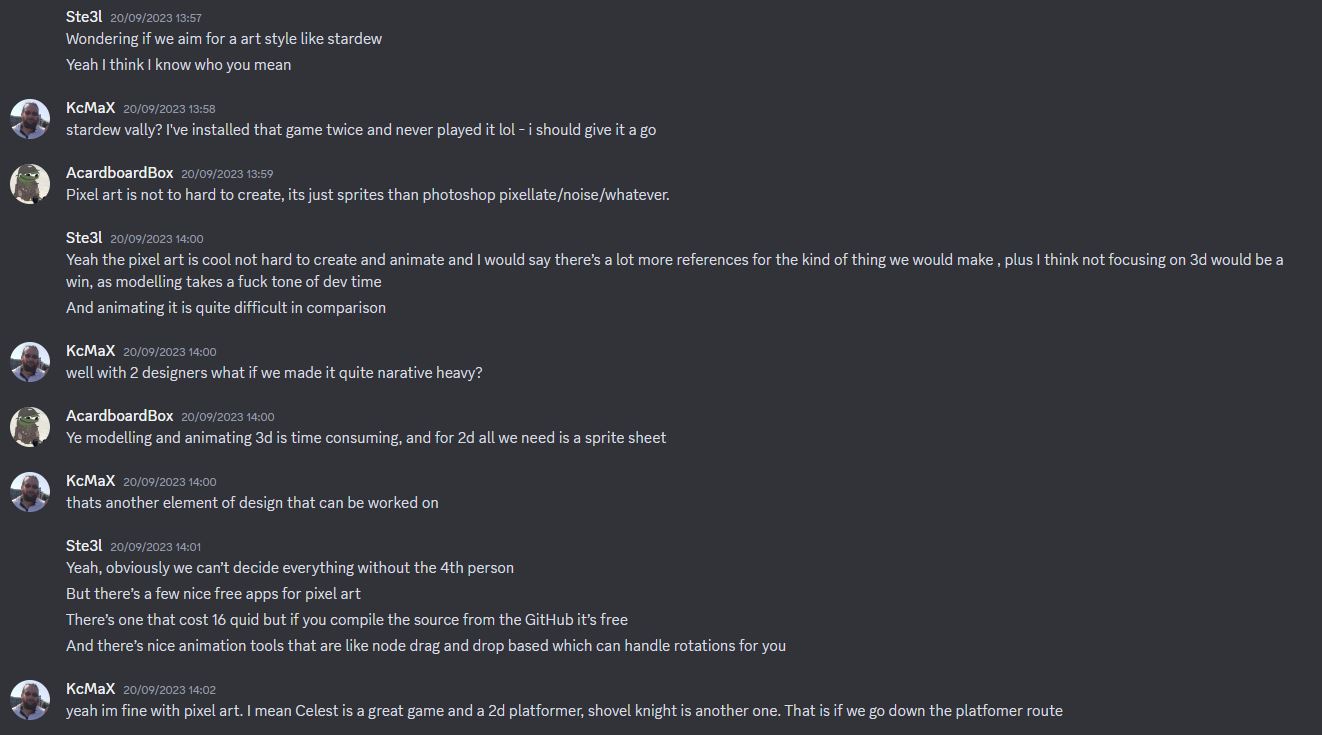 Ste3l 20/09/2023 13:57
Wondering if we aim for a art style like stardew
Yeah I think I know who you mean
KcMaX 20/09/2023 13:58
stardew vally? I've installed that game twice and never played it lol - i should give it a go
AcardboardBox 20/09/2023 13:59
Pixel art is not to hard to create, its just sprites than photoshop pixellate/noise/whatever.
Ste3l 20/09/2023 14:00
Yeah the pixel art is cool not hard to create and animate and I would say there's a lot more references for the kind of thing we would make , plus I think not focusing on 3d would be a
win, as modelling takes a fuck tone of dev time
And animating it is quite difficult in comparison
KcMaX 20/09/2023 14:00
well with 2 designers what if we made it quite narative heavy?
AcardboardBox 20/09/2023 14:00
Ye modelling and animating 3d is time consuming, and for 2d all we need is a sprite sheet
KcMaX 20/09/2023 14:00
thats another element of design that can be worked on
Ste3l 20/09/2023 14:01
Yeah, obviously we can't decide everything without the 4th person
But there's a few nice free apps for pixel art
There's one that cost 16 quid but if you compile the source from the GitHub it's free
And there's nice animation tools that are like node drag and drop based which can handle rotations for you
KcMaX 20/09/2023 14:02
yeah im fine with pixel art. I mean Celest is a great game and a 2d platformer, shovel knight is another one. That is if we go down the platfomer route